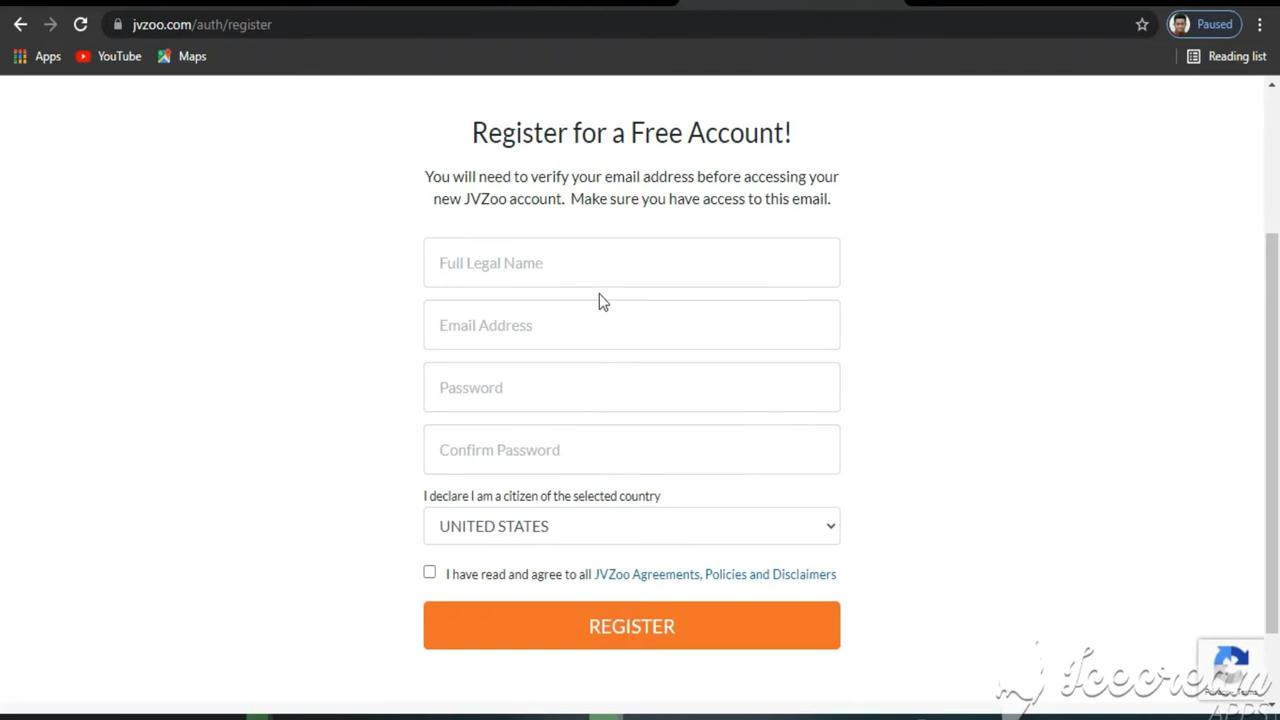 jvzoo.com/auth/register
Paused
Apps
YouTube
Maps
Reading list
Register for a Free Account!
You will need to verify your email address before accessing your
new JVZoo account. Make sure you have access to this email.
Full Legal Name
Email Address
Password
Confirm Password
I declare I am a citizen of the selected country
UNITED STATES
I have read and agree to all JVZoo Agreements, Policies and Disclaimers
REGISTER
Icecream
APPS